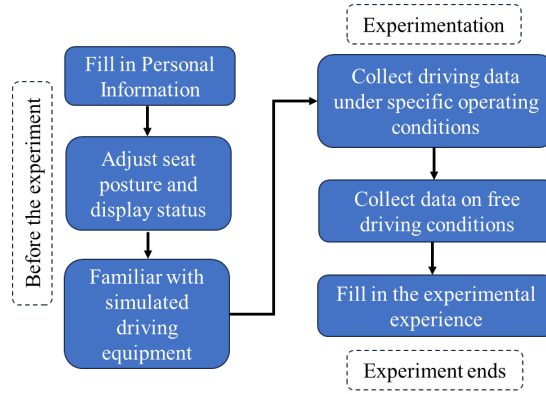 Before the experiment
Fill in Personal
Information
Adjust seat
posture and
display status
Familiar with
simulated
driving
equipment
Experimentation
Collect driving data
under specific operating
conditions
Collect data on free
driving conditions
Fill in the experimental
experience
Experiment ends